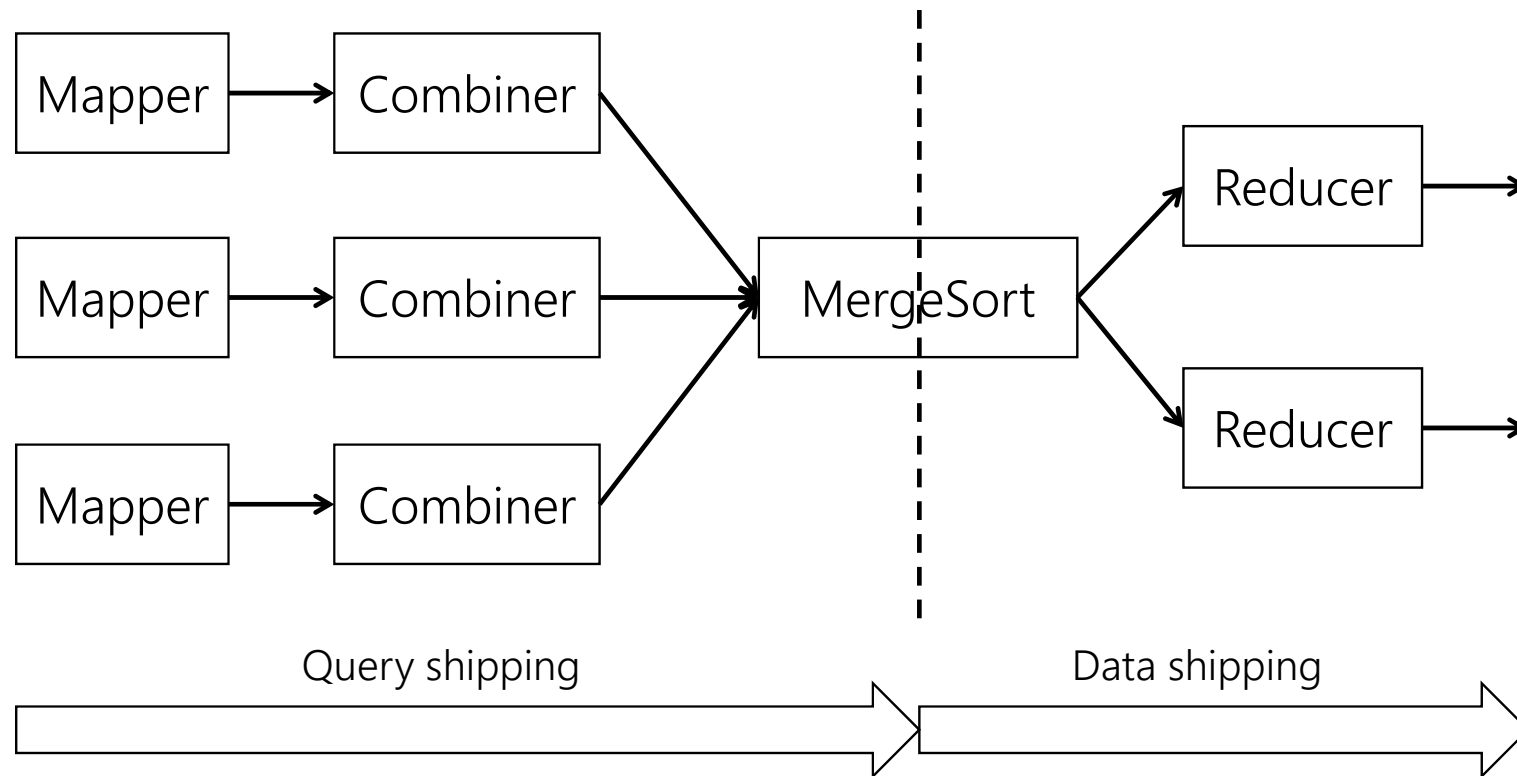 Mapper
Combiner
Mapper
Combiner
Mapper
Combiner
MergeSort
Reducer
Reducer
Query shipping
Data shipping